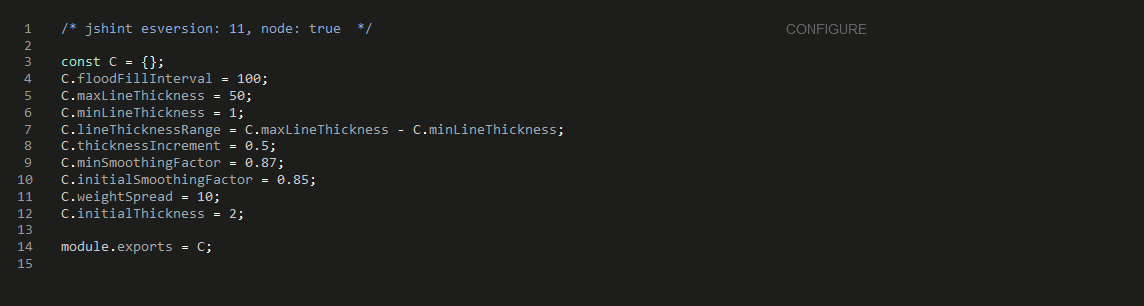 1 /* jshint esversion: 11, node: true  */ CONFIGURE
2
3 const C = {};
4 C.floodFillInterval = 100;
5 C.maxLineThickness = 50;
6 C.minLineThickness = 1;
7 C.lineThicknessRange = C.maxLineThickness - C.minLineThickness;
8 C.thicknessIncrement = 0.5;
9 C.minSmoothingFactor = 0.87;
10 C.initialSmoothingFactor = 0.85;
11 C.weightSpread = 10;
12 C.initialThickness = 2;
13
14 module.exports = C;
15